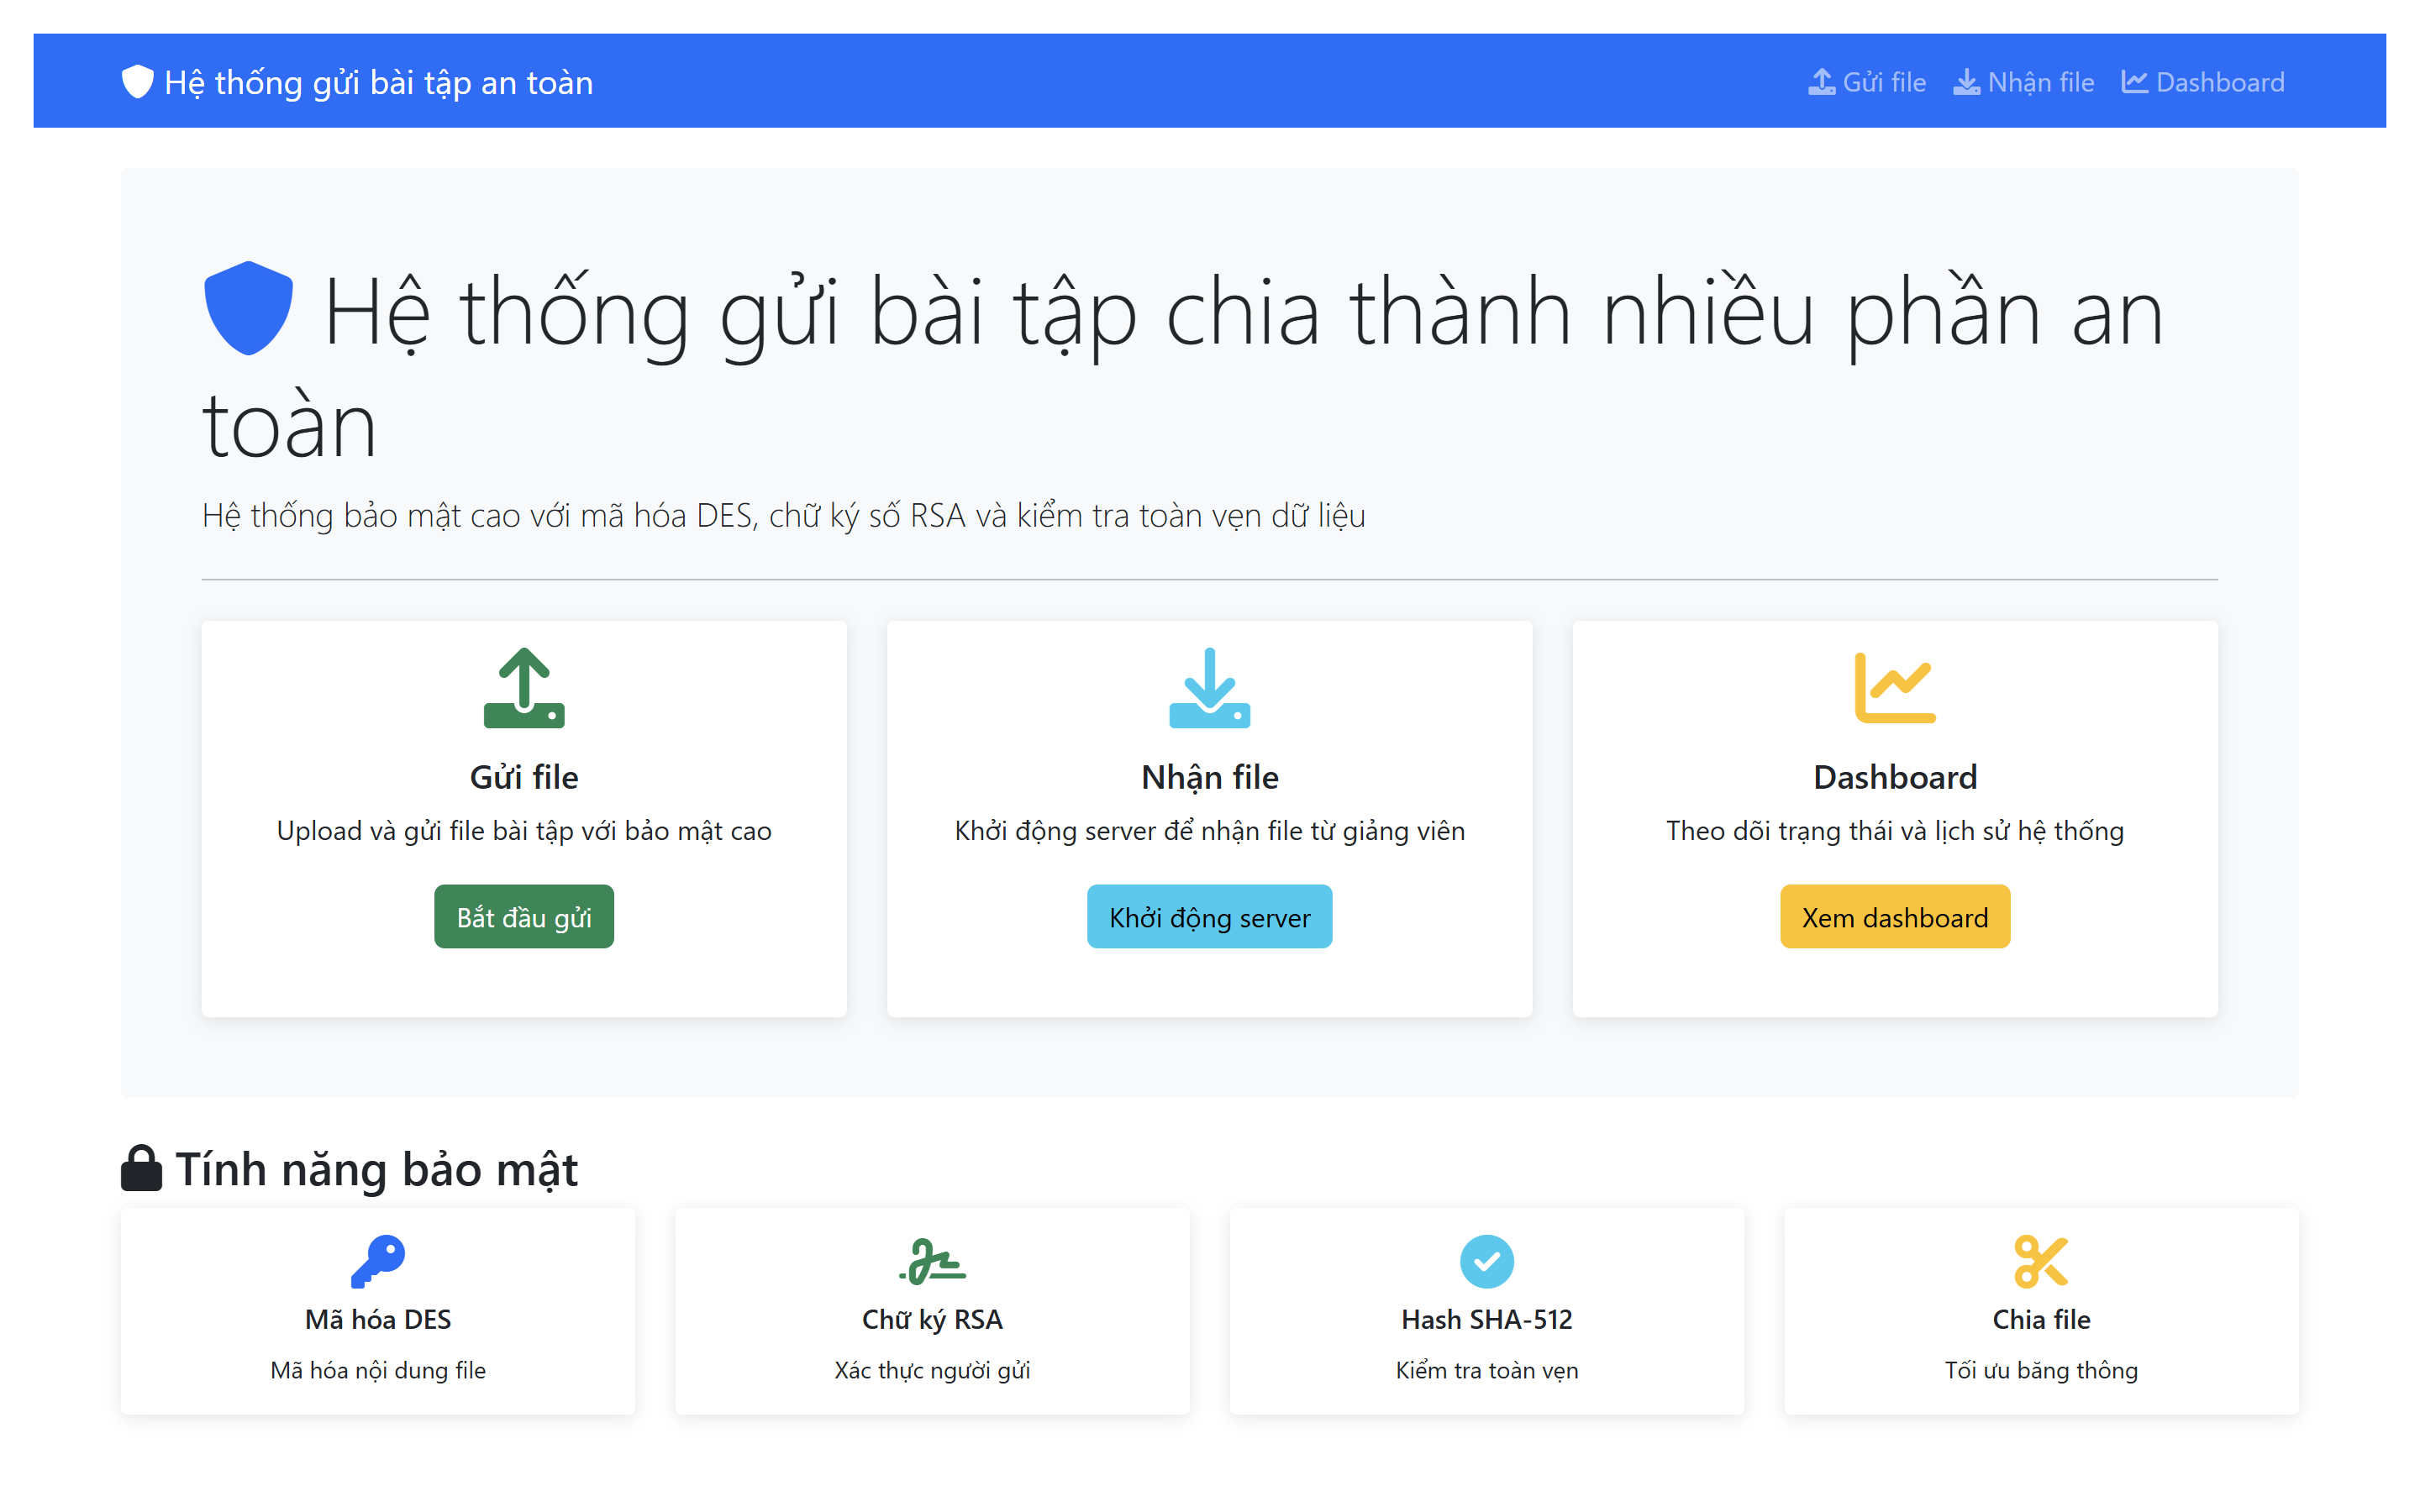 Hệ thống gửi bài tập an toàn
Gửi file
Nhận file
Dashboard
Hệ thống gửi bài tập chia thành nhiều phần an
toàn
Hệ thống bảo mật cao với mã hóa DES, chữ ký số RSA và kiểm tra toàn vẹn dữ liệu
Gửi file
Upload và gửi file bài tập với bảo mật cao
Bắt đầu gửi
Nhận file
Khởi động server để nhận file từ giảng viên
Khởi động server
Dashboard
Theo dõi trạng thái và lịch sử hệ thống
Xem dashboard
Tính năng bảo mật
Mã hóa DES
Mã hóa nội dung file
Chữ ký RSA
Xác thực người gửi
Hash SHA-512
Kiểm tra toàn vẹn
Chia file
Tối ưu băng thông